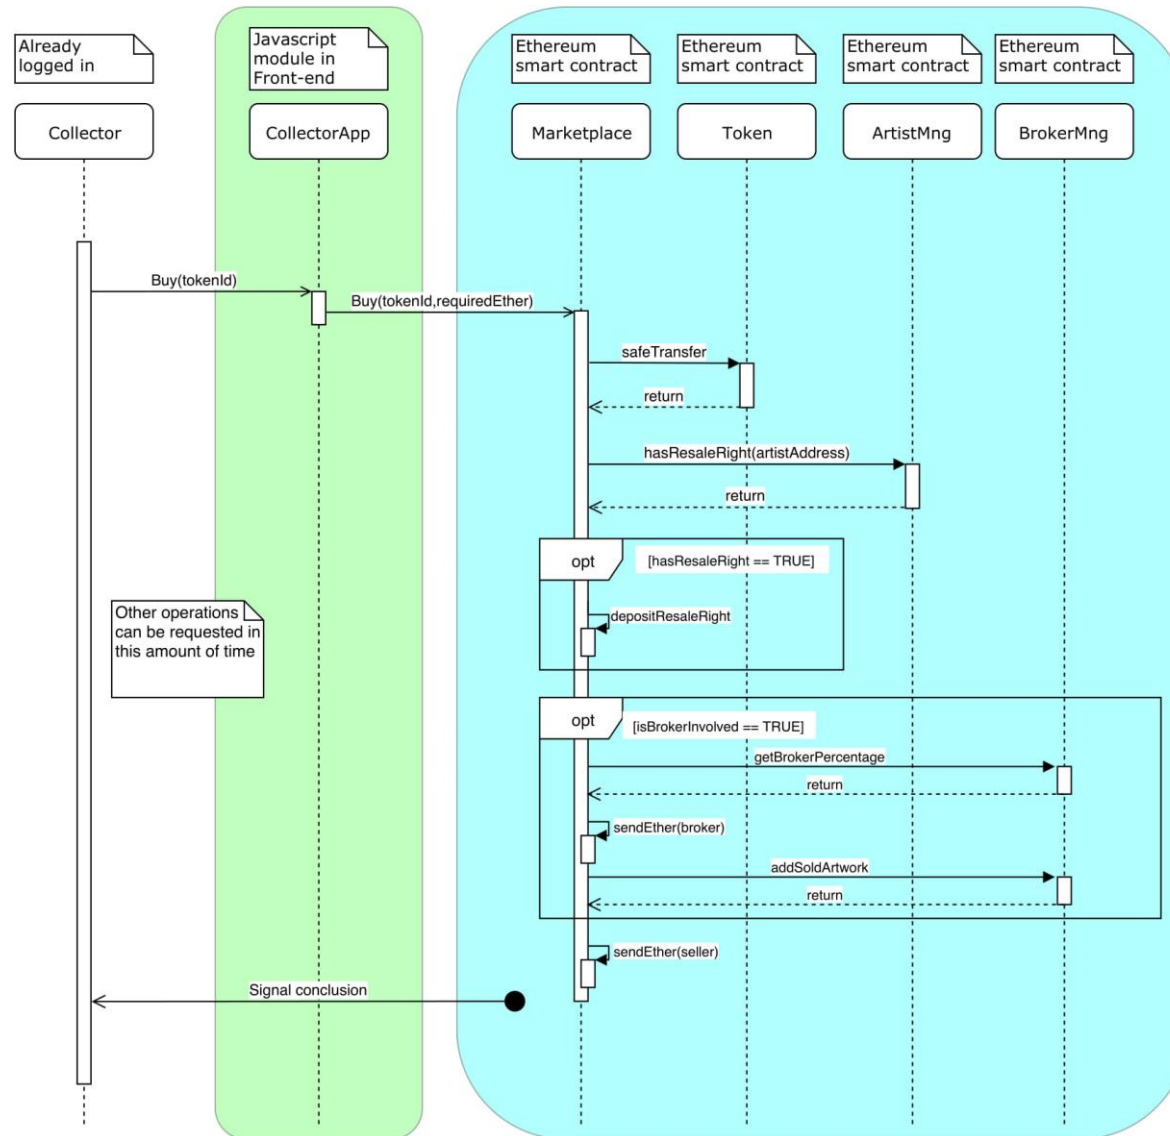 Already
logged in
Javascript
module in
Front-end
Ethereum
smart contract
Ethereum
smart contract
Ethereum
smart contract
Ethereum
smart contract
Collector
CollectorApp
Marketplace
Token
ArtistMng
BrokerMng
Buy(tokenId)
Buy(tokenId,requiredEther)
safeTransfer
return
hasResaleRight(artistAddress)
return
opt
[hasResaleRight == TRUE]
depositResaleRight
Other operations
can be requested in
this amount of time
opt
[isBrokerInvolved == TRUE]
getBrokerPercentage
return
sendEther(broker)
addSoldArtwork
return
sendEther(seller)
Signal conclusion